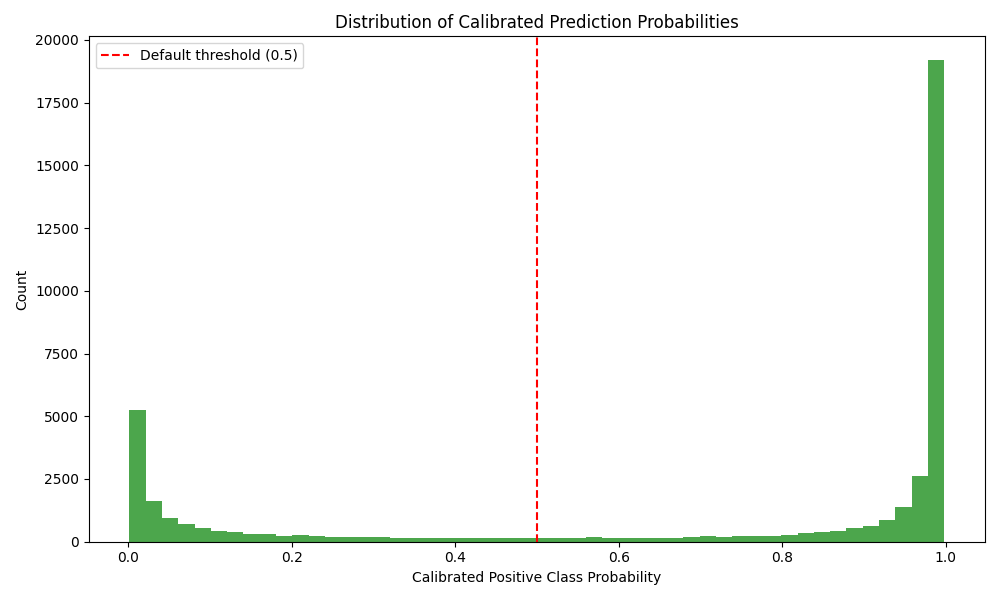 Distribution of Calibrated Prediction Probabilities
Default threshold (0.5)
20000
17500
15000
12500
10000
7500
5000
2500
0
Count
0.0 0.2 0.4 0.6 0.8 1.0
Calibrated Positive Class Probability